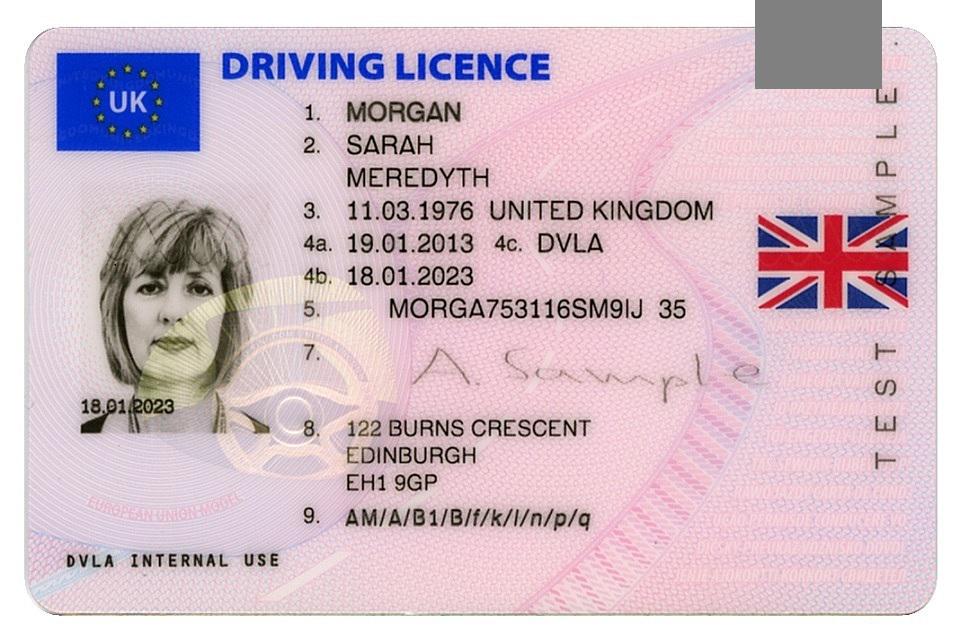 UK
DRIVING LICENCE
1. MORGAN
2. SARAH
MEREDYTH
3. 11.03.1976 UNITED KINGDOM
4a. 19.01.2013 4c. DVLA
4b. 18.01.2023
5. MORGA753116SM9IJ 35
7. A. Sample
18.01.2023
8. 122 BURNS CRESCENT
EDINBURGH
EH1 9GP
9. AM/A/B1/B/f/k/l/n/p/q
EUROPEAN UNION MODEL
DVLA INTERNAL USE
TEST SAMPLE